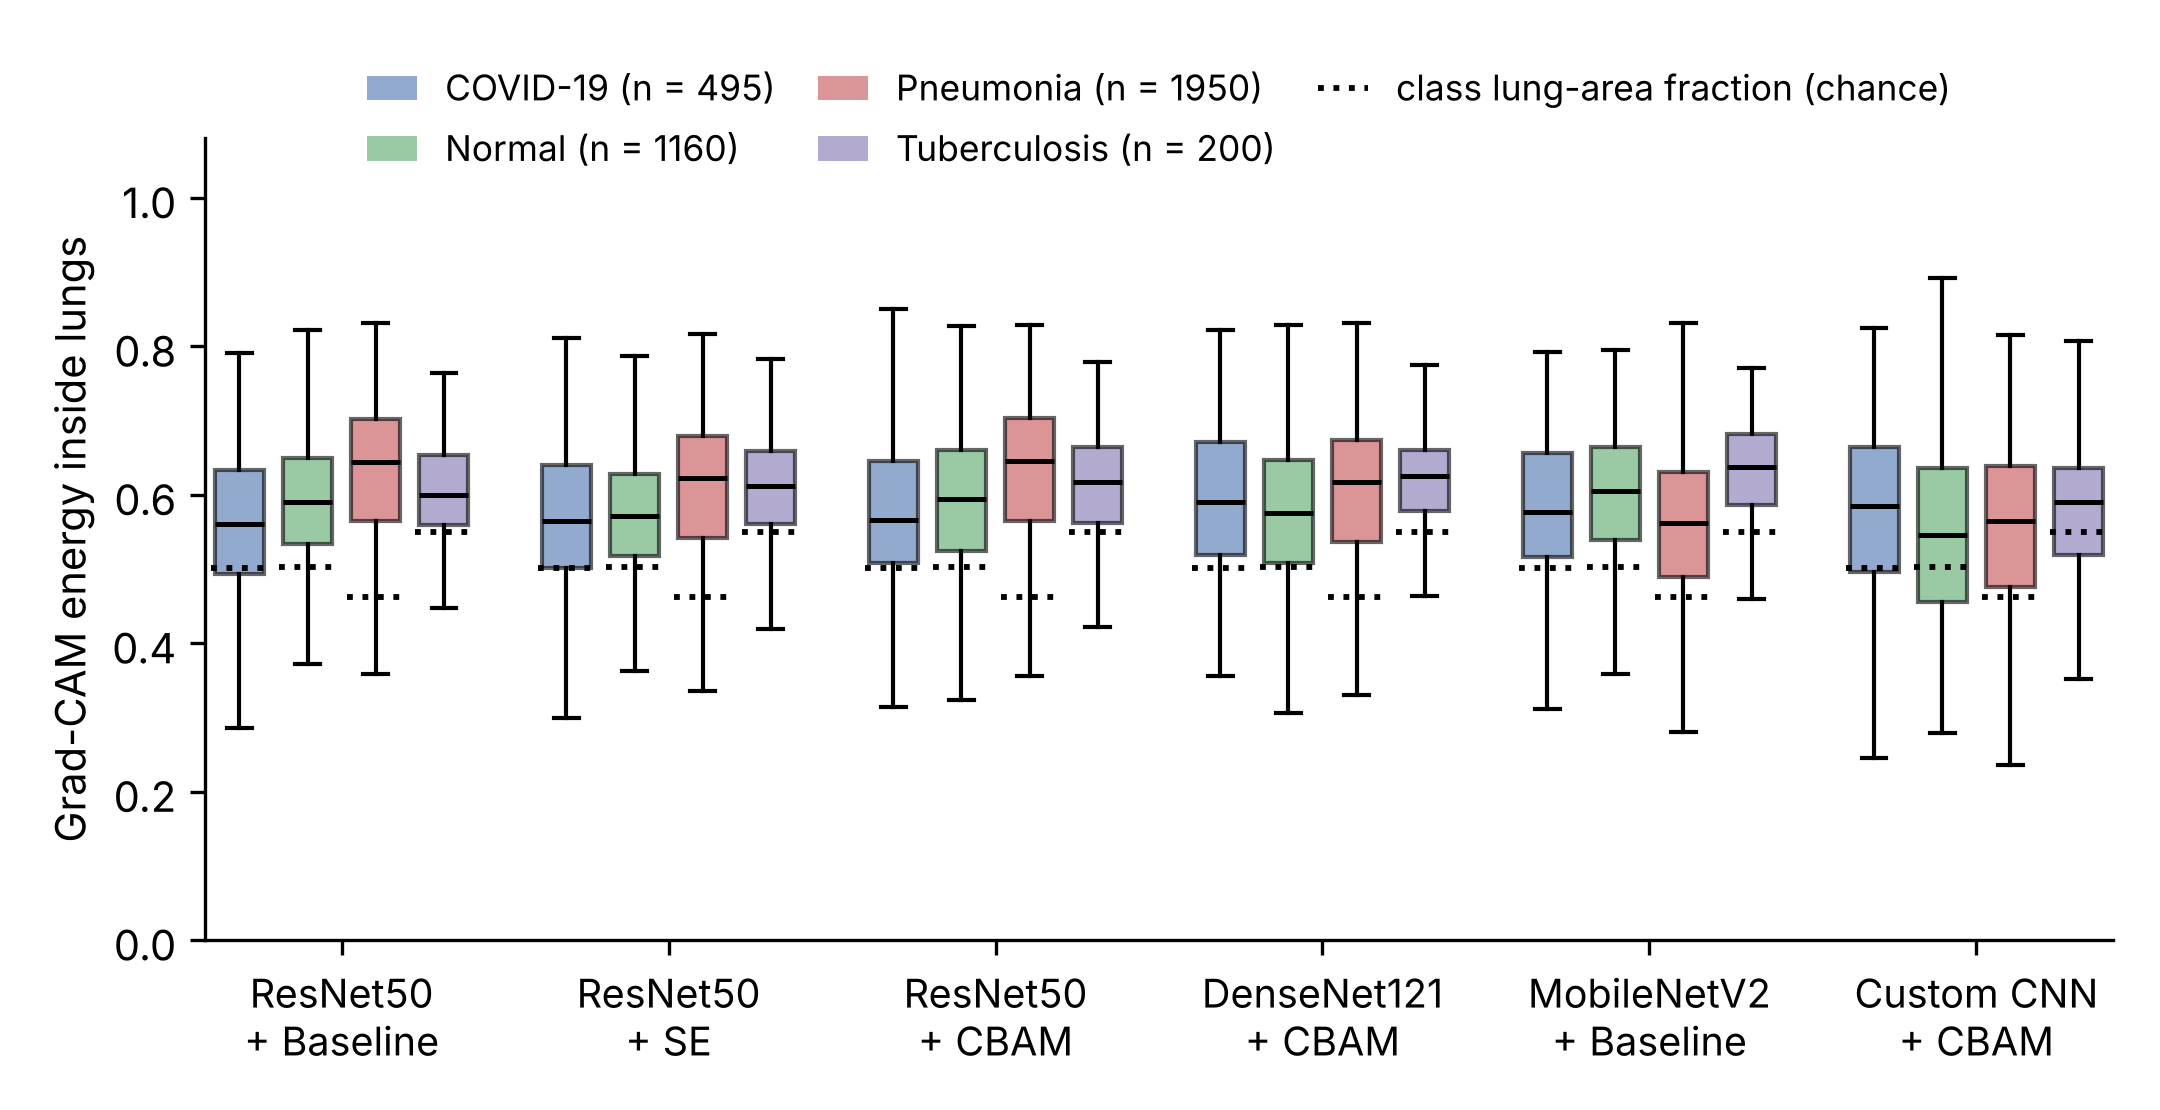 COVID-19 (n = 495)
Normal (n = 1160)
Pneumonia (n = 1950)
Tuberculosis (n = 200)
class lung-area fraction (chance)
Grad-CAM energy inside lungs
1.0
0.8
0.6
0.4
0.2
0.0
ResNet50
+ Baseline
ResNet50
+ SE
ResNet50
+ CBAM
DenseNet121
+ CBAM
MobileNetV2
+ Baseline
Custom CNN
+ CBAM